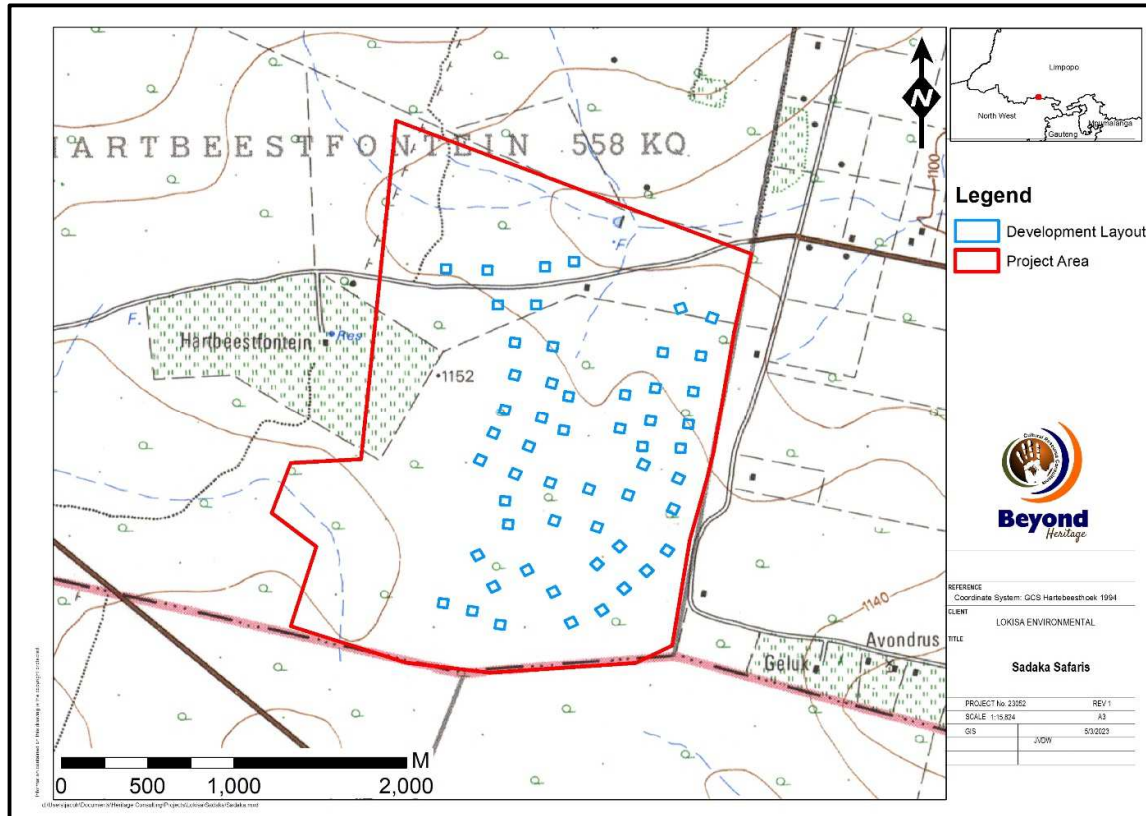 HARTBEESTFONTEIN 558 KQ
1100
F.
F.
Res
Hartbeestfontein
1152
1140
Avondrus
Gelux
N
0 500 1,000 2,000 M
Limpopo
North West
Gauteng
Mpumalanga
Legend
Development Layout
Project Area
Beyond
Heritage
REFERENCE
Coordinate System: GCS Hartebeesthoek 1994
CLIENT
LOKISA ENVIRONMENTAL
TITLE
Sadaka Safaris
PROJECT No. 23052 REV 1
SCALE 1:15,824 A3
GIS JVDW 5/3/2023